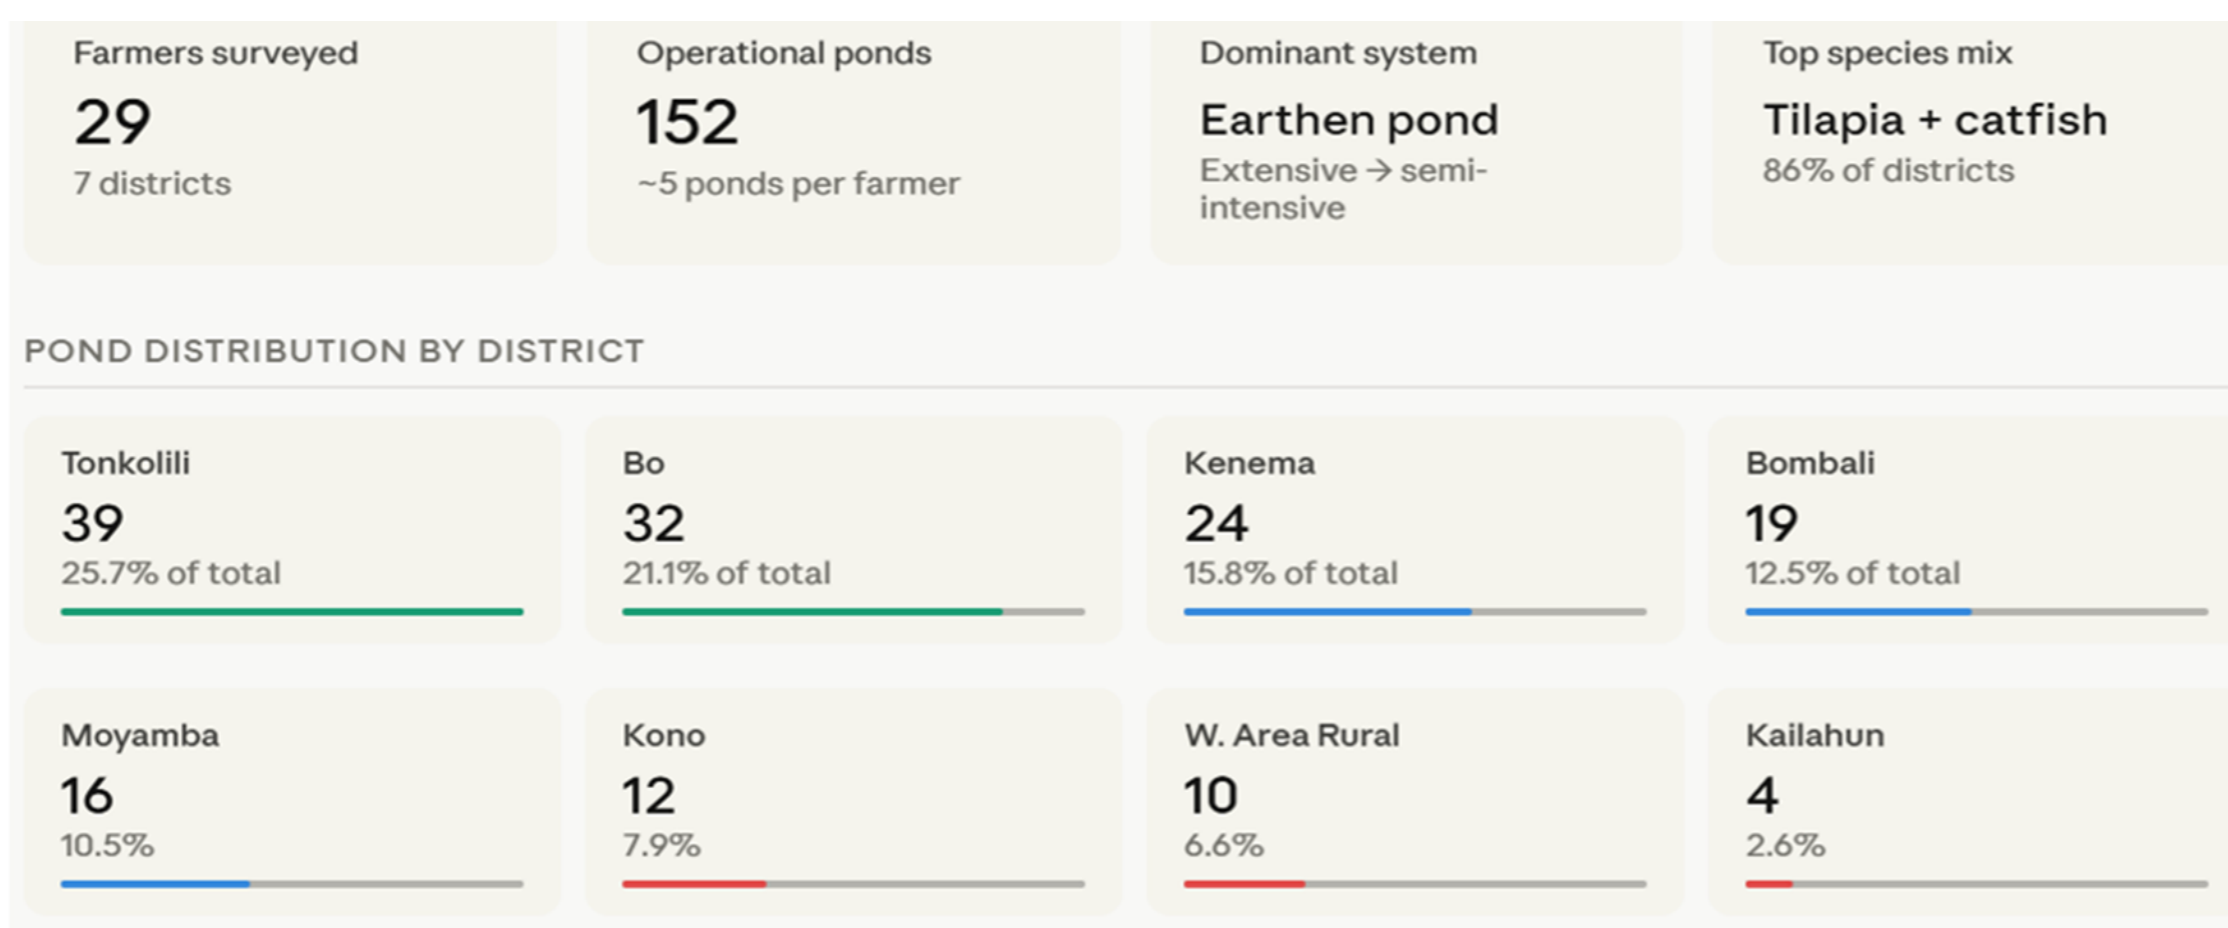 Farmers surveyed
29
7 districts
Operational ponds
152
~5 ponds per farmer
Dominant system
Earthen pond
Extensive → semi-
intensive
Top species mix
Tilapia + catfish
86% of districts
POND DISTRIBUTION BY DISTRICT
Tonkolili
39
25.7% of total
Bo
32
21.1% of total
Kenema
24
15.8% of total
Bombali
19
12.5% of total
Moyamba
16
10.5%
Kono
12
7.9%
W. Area Rural
10
6.6%
Kailahun
4
2.6%